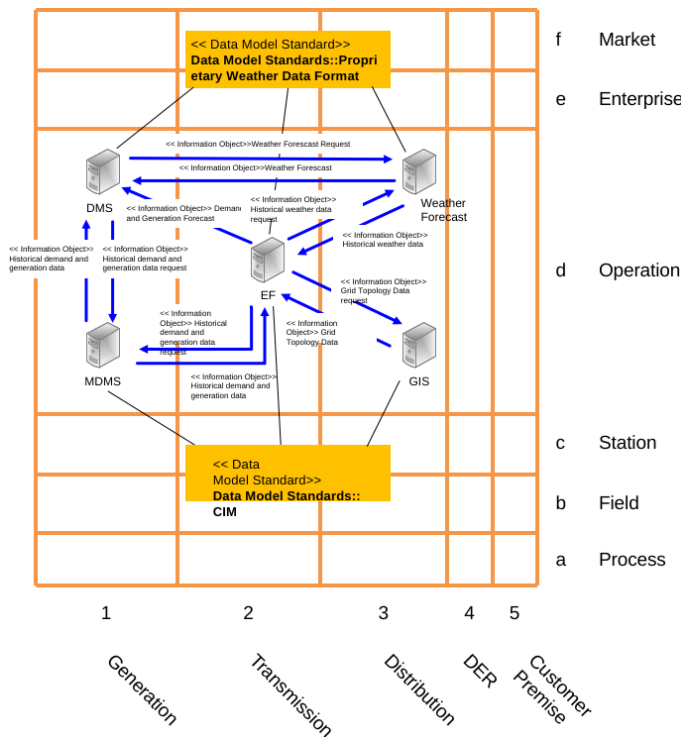 f Market
<< Data Model Standard>>
Data Model Standards::Propri
etary Weather Data Format
e Enterprise
<< Information Object>>Weather Forecast Request
<< Information Object>>Weather Forecast
DMS
Weather
Forecast
<< Information Object>> Deman
and Generation Forecast
<< Information Object>>
Historical weather data
request
<< Information Object>>
Historical weather data
<< Information Object>>
Historical demand and
generation data
<< Information Object>>
Historical demand and
generation data request
d Operation
EF
<< Information Object>>
Grid Topology Data
request
<< Information
Object>> Historical
demand and
generation data
request
<< Information
Object>> Grid
Topology Data
MDMS
<< Information Object>>
Historical demand and
generation data
GIS
c Station
<< Data
Model Standard>>
Data Model Standards::
CIM
b Field
a Process
1 2 3 4 5
Generation
Transmission
Distribution
DER
Customer
Premise